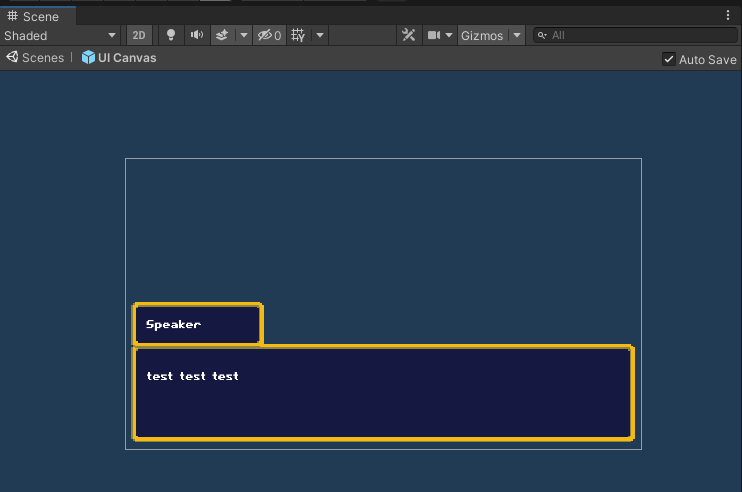 Scene
Shaded 2D 0 Gizmos All
Scenes UI Canvas Auto Save
Speaker
test test test